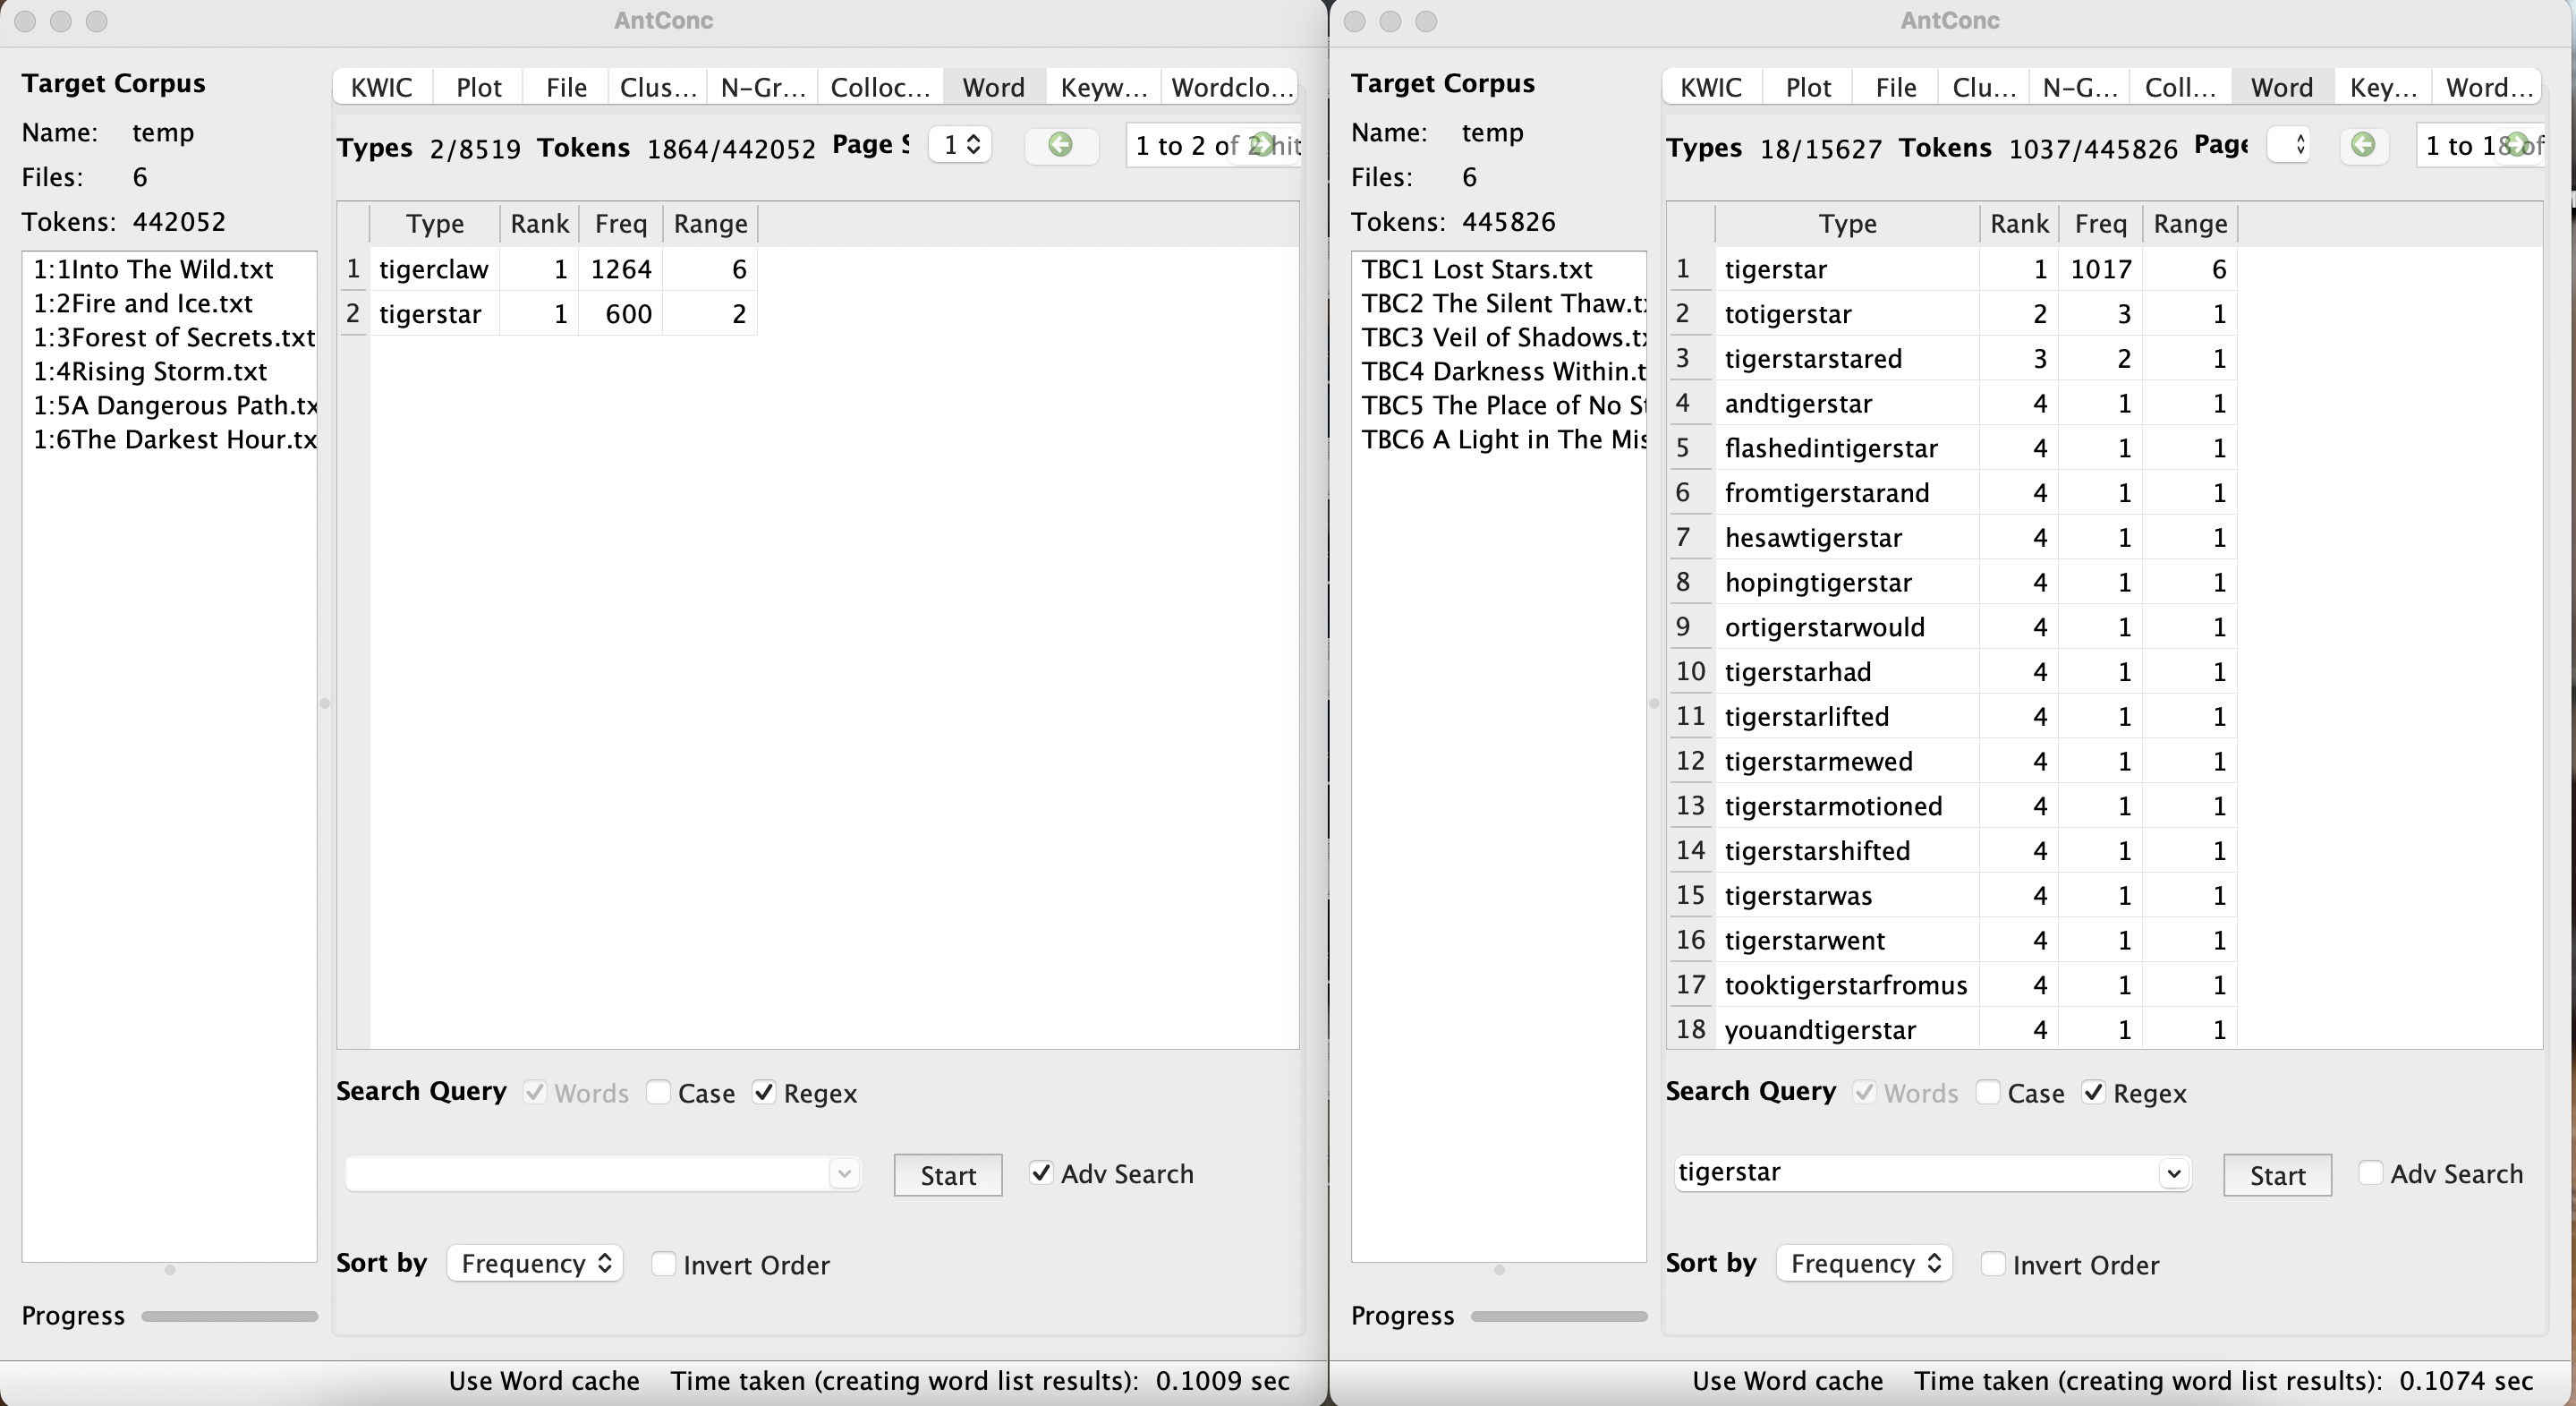 AntConc
Target Corpus
Name: temp
Files: 6
Tokens: 442052
1:1Into The Wild.txt
1:2Fire and Ice.txt
1:3Forest of Secrets.txt
1:4Rising Storm.txt
1:5A Dangerous Path.tx
1:6The Darkest Hour.tx
Progress
KWIC Plot File Clus... N-Gr... Colloc... Word Keyw... Wordclo...
Types 2/8519 Tokens 1864/442052 Page S 1 1 to 2 of 2 hit
Type Rank Freq Range
1 tigerclaw 1 1264 6
2 tigerstar 1 600 2
Search Query Words Case Regex
Start Adv Search
Sort by Frequency Invert Order
Use Word cache Time taken (creating word list results): 0.1009 sec
AntConc
Target Corpus
Name: temp
Files: 6
Tokens: 445826
TBC1 Lost Stars.txt
TBC2 The Silent Thaw.tx
TBC3 Veil of Shadows.tx
TBC4 Darkness Within.t
TBC5 The Place of No St
TBC6 A Light in The Mis
Progress
KWIC Plot File Clu... N-G... Coll... Word Key... Word...
Types 18/15627 Tokens 1037/445826 Page 1 to 18 of
Type Rank Freq Range
1 tigerstar 1 1017 6
2 totigerstar 2 3 1
3 tigerstarstared 3 2 1
4 andtigerstar 4 1 1
5 flashedintigerstar 4 1 1
6 fromtigerstarand 4 1 1
7 hesawtigerstar 4 1 1
8 hopingtigerstar 4 1 1
9 ortigerstarwould 4 1 1
10 tigerstarhad 4 1 1
11 tigerstarlifted 4 1 1
12 tigerstarmewed 4 1 1
13 tigerstarmotioned 4 1 1
14 tigerstarshifted 4 1 1
15 tigerstarwas 4 1 1
16 tigerstarwent 4 1 1
17 tooktigerstarfromus 4 1 1
18 youandtigerstar 4 1 1
Search Query Words Case Regex
tigerstar Start Adv Search
Sort by Frequency Invert Order
Use Word cache Time taken (creating word list results): 0.1074 sec